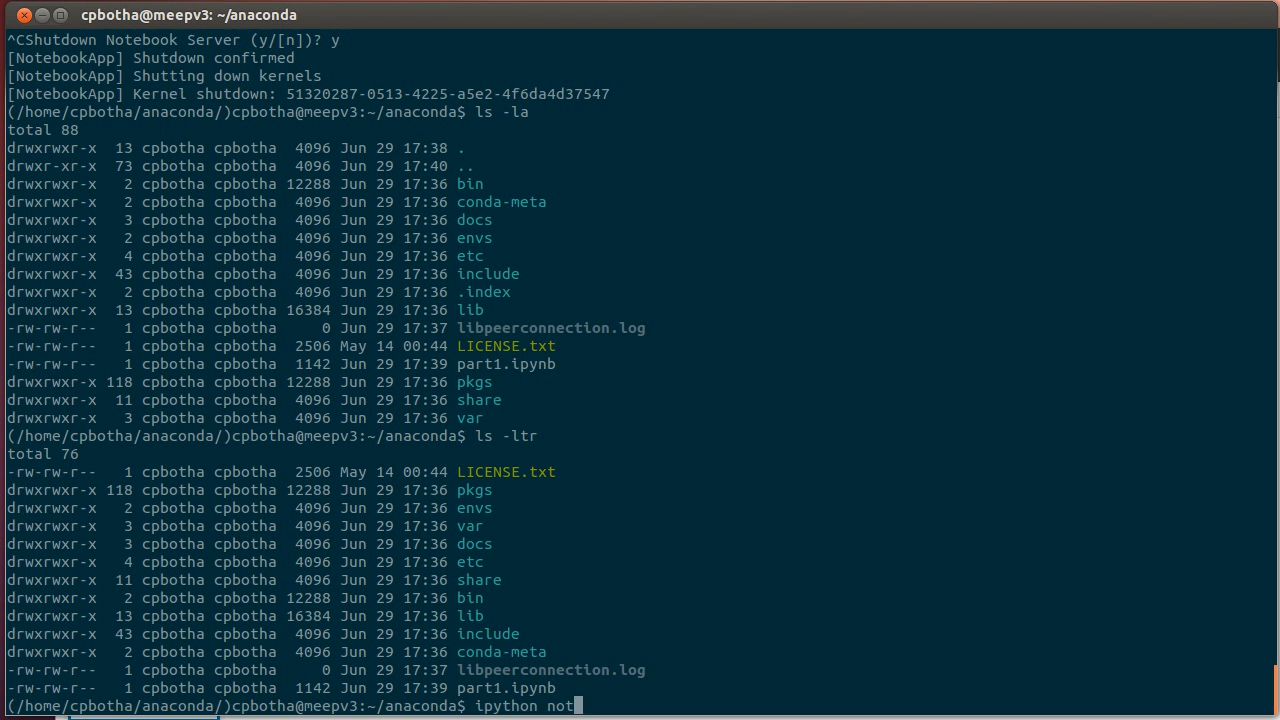 cpbotha@meepv3: ~/anaconda
^CShutdown Notebook Server (y/[n])? y
[NotebookApp] Shutdown confirmed
[NotebookApp] Shutting down kernels
[NotebookApp] Kernel shutdown: 51320287-0513-4225-a5e2-4f6da4d37547
(/home/cpbotha/anaconda/)cpbotha@meepv3:~/anaconda$ ls -la
total 88
drwxrwxr-x  13 cpbotha cpbotha  4096 Jun 29 17:38 .
drwxr-xr-x  73 cpbotha cpbotha  4096 Jun 29 17:40 ..
drwxrwxr-x   2 cpbotha cpbotha 12288 Jun 29 17:36 bin
drwxrwxr-x   2 cpbotha cpbotha  4096 Jun 29 17:36 conda-meta
drwxrwxr-x   3 cpbotha cpbotha  4096 Jun 29 17:36 docs
drwxrwxr-x   2 cpbotha cpbotha  4096 Jun 29 17:36 envs
drwxrwxr-x   4 cpbotha cpbotha  4096 Jun 29 17:36 etc
drwxrwxr-x  43 cpbotha cpbotha  4096 Jun 29 17:36 include
drwxrwxr-x   2 cpbotha cpbotha  4096 Jun 29 17:36 .index
drwxrwxr-x  13 cpbotha cpbotha 16384 Jun 29 17:36 lib
-rw-rw-r--   1 cpbotha cpbotha     0 Jun 29 17:37 libpeerconnection.log
-rw-rw-r--   1 cpbotha cpbotha  2506 May 14 00:44 LICENSE.txt
-rw-rw-r--   1 cpbotha cpbotha  1142 Jun 29 17:39 part1.ipynb
drwxrwxr-x 118 cpbotha cpbotha 12288 Jun 29 17:36 pkgs
drwxrwxr-x  11 cpbotha cpbotha  4096 Jun 29 17:36 share
drwxrwxr-x   3 cpbotha cpbotha  4096 Jun 29 17:36 var
(/home/cpbotha/anaconda/)cpbotha@meepv3:~/anaconda$ ls -ltr
total 76
-rw-rw-r--   1 cpbotha cpbotha  2506 May 14 00:44 LICENSE.txt
drwxrwxr-x 118 cpbotha cpbotha 12288 Jun 29 17:36 pkgs
drwxrwxr-x   2 cpbotha cpbotha  4096 Jun 29 17:36 envs
drwxrwxr-x   3 cpbotha cpbotha  4096 Jun 29 17:36 var
drwxrwxr-x   3 cpbotha cpbotha  4096 Jun 29 17:36 docs
drwxrwxr-x   4 cpbotha cpbotha  4096 Jun 29 17:36 etc
drwxrwxr-x  11 cpbotha cpbotha  4096 Jun 29 17:36 share
drwxrwxr-x   2 cpbotha cpbotha 12288 Jun 29 17:36 bin
drwxrwxr-x  13 cpbotha cpbotha 16384 Jun 29 17:36 lib
drwxrwxr-x  43 cpbotha cpbotha  4096 Jun 29 17:36 include
drwxrwxr-x   2 cpbotha cpbotha  4096 Jun 29 17:36 conda-meta
-rw-rw-r--   1 cpbotha cpbotha     0 Jun 29 17:37 libpeerconnection.log
-rw-rw-r--   1 cpbotha cpbotha  1142 Jun 29 17:39 part1.ipynb
(/home/cpbotha/anaconda/)cpbotha@meepv3:~/anaconda$ ipython not